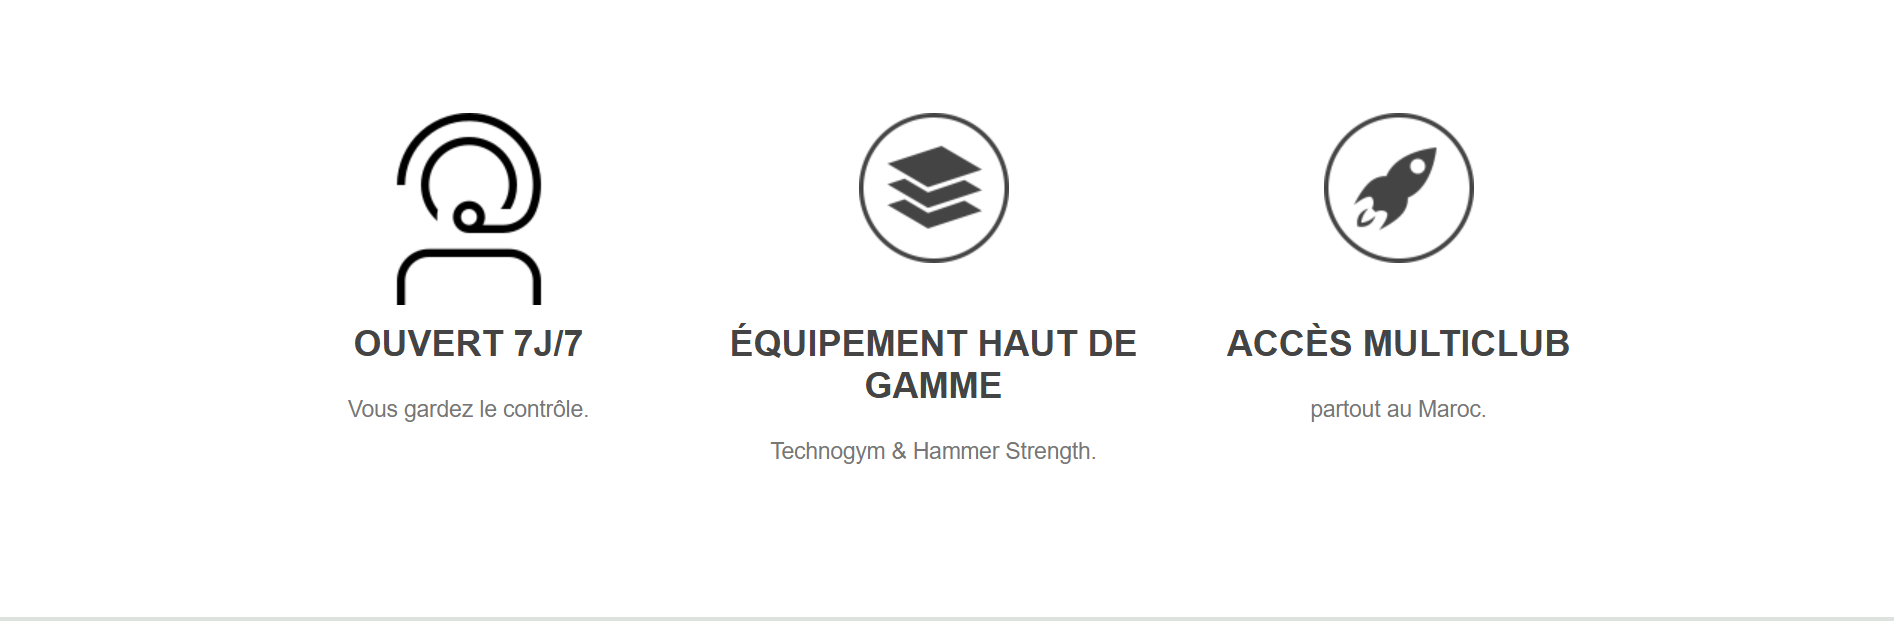 OUVERT 7J/7
Vous gardez le contrôle.
ÉQUIPEMENT HAUT DE
GAMME
Technogym & Hammer Strength.
ACCÈS MULTICLUB
partout au Maroc.